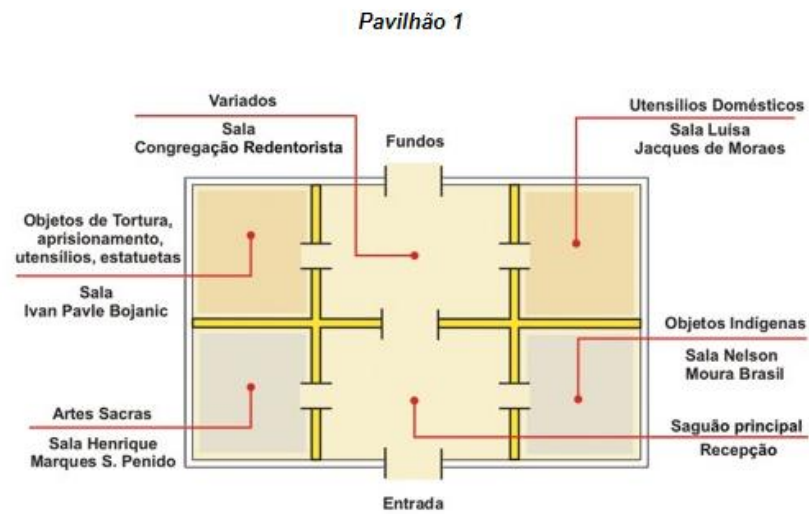 Pavilhão 1
Variados
Sala
Congregação Redentorista
Fundos
Utensilios Domésticos
Sala Luisa
Jacques de Moraes
Objetos de Tortura,
aprisionamento,
utensílios, estatuetas
Sala
Ivan Pavle Bojanic
Objetos Indígenas
Sala Nelson
Moura Brasil
Artes Sacras
Sala Henrique
Marques S. Penido
Saguão principal
Recepção
Entrada